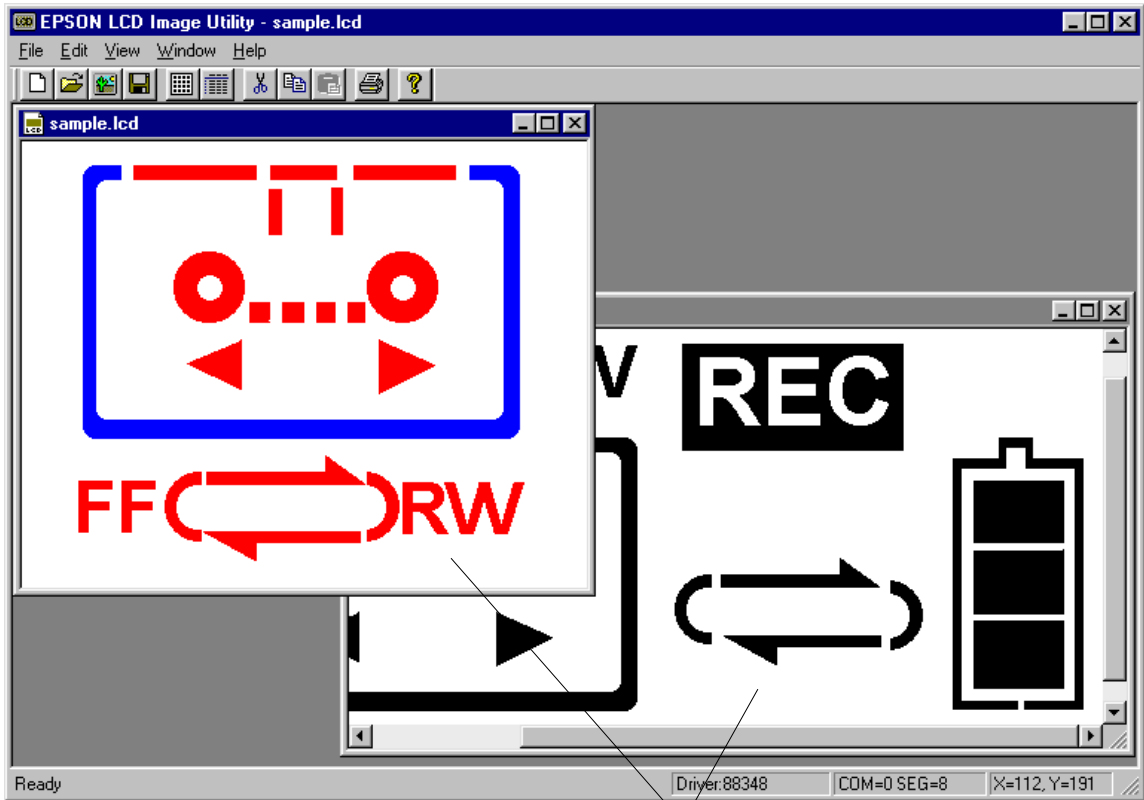 EPSON LCD Image Utility - sample.lcd
File Edit View Window Help
sample.lcd
REC
FF RW
Ready Driver:88348 COM=0 SEG=8 X=112, Y=191